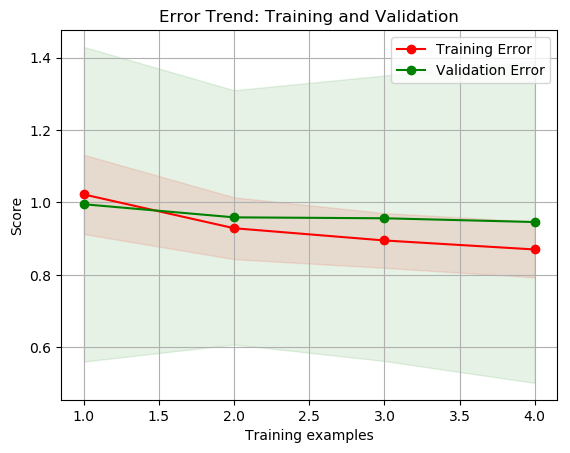 Error Trend: Training and Validation
Training Error
Validation Error
Score
1.4
1.2
1.0
0.8
0.6
1.0 1.5 2.0 2.5 3.0 3.5 4.0
Training examples